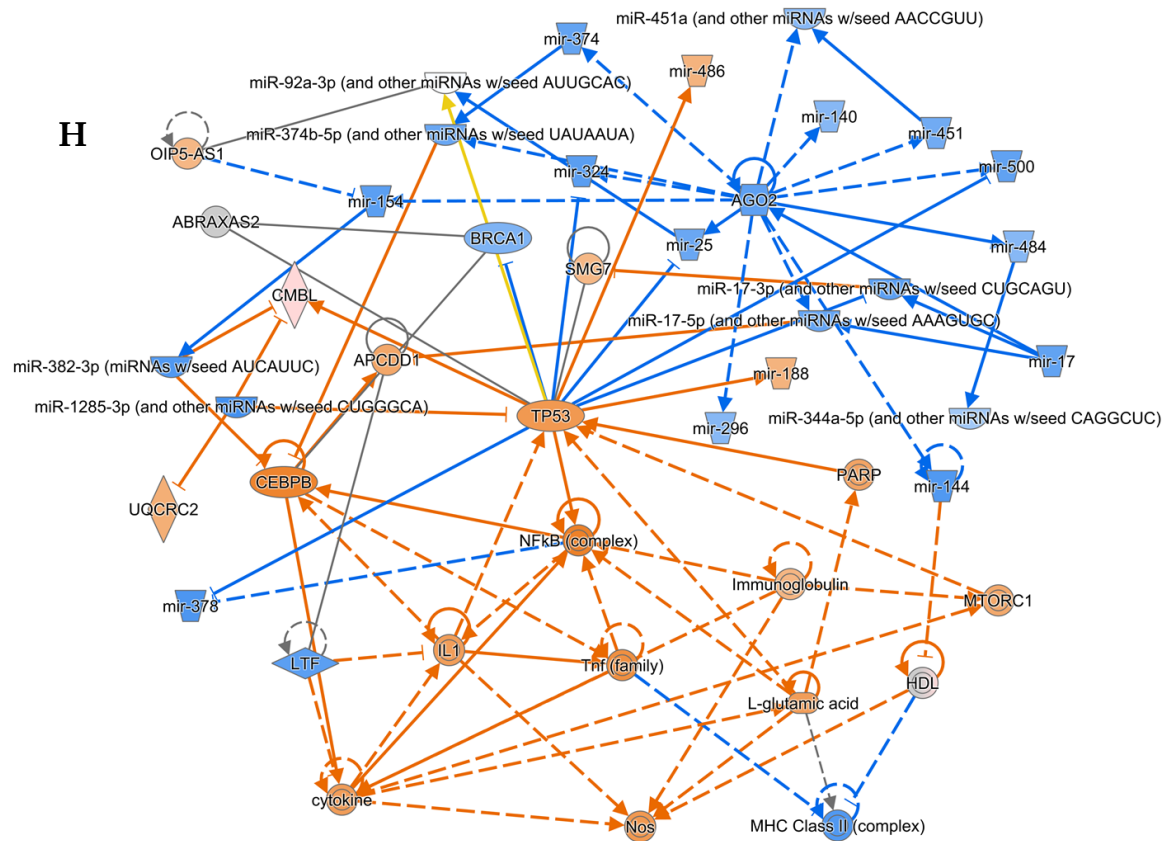 miR-451a (and other miRNAs w/seed AACCGUU)
mir-374
mir-486
miR-92a-3p (and other miRNAs w/seed AUUGCAC)
H
miR-374b-5p (and other miRNAs w/seed UAUAAUA)
mir-140
mir-451
OIP5-AS1
mir-324
mir-500
mir-154
AGO2
ABRAXAS2
BRCA1
mir-25
mir-484
SMG7
CMBL
miR-17-3p (and other miRNAs w/seed CUGCAGU)
miR-17-5p (and other miRNAs w/seed AAAGUGC)
APCDD1
mir-17
miR-382-3p (miRNAs w/seed AUCAUUC)
mir-188
miR-1285-3p (and other miRNAs w/seed CUGGGCA)
TP53
miR-344a-5p (and other miRNAs w/seed CAGGCUC)
mir-296
PARP
CEBPB
mir-144
UQCRC2
NFkB (complex)
Immunoglobulin
MTORC1
mir-378
IL1
LTF
Tnf (family)
HDL
L-glutamic acid
cytokine
Nos
MHC Class II (complex)